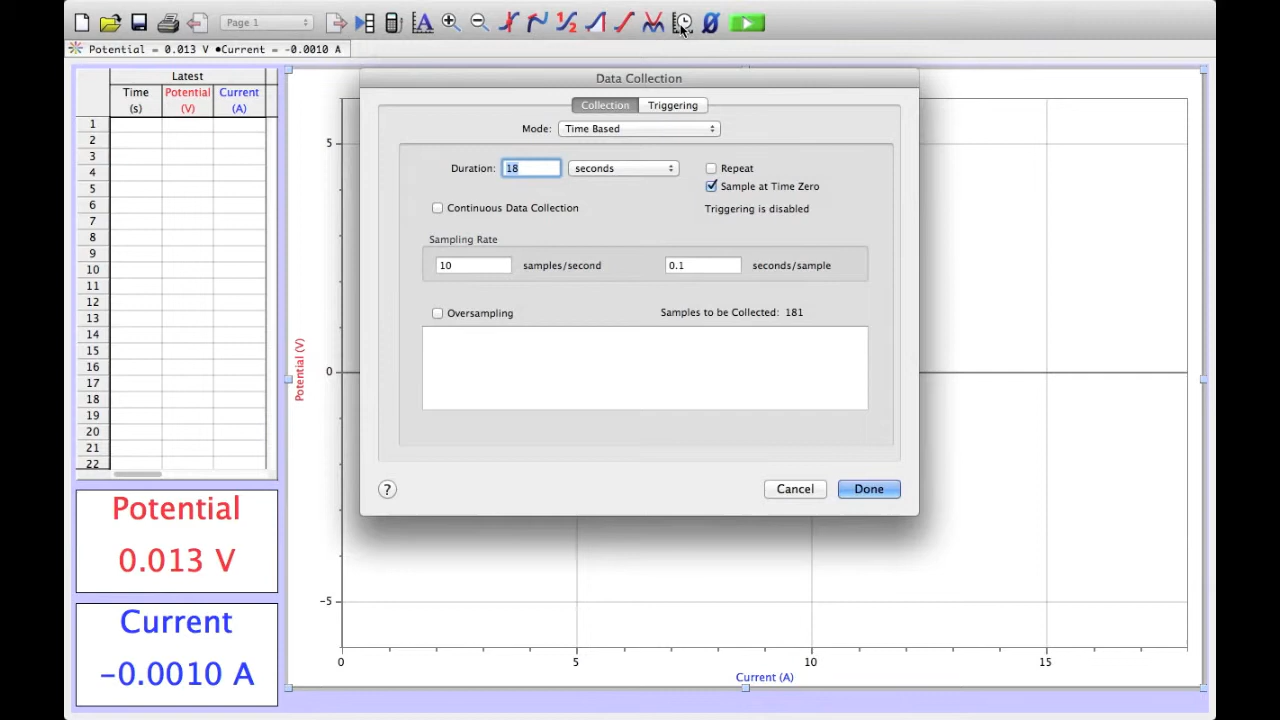 Page 1
Potential = 0.013 V ●Current = -0.0010 A
Latest
Time Potential Current
(s) (V) (A)
1
2
3
4
5
6
7
8
9
10
11
12
13
14
15
16
17
18
19
20
21
22
Potential
0.013 V
Current
-0.0010 A
Data Collection
Collection Triggering
Mode: Time Based
Duration: 18 seconds Repeat
Sample at Time Zero
Continuous Data Collection Triggering is disabled
Sampling Rate
10 samples/second 0.1 seconds/sample
Oversampling Samples to be Collected: 181
? Cancel Done
Potential (V)
5
0
-5
0 5 10 15
Current (A)